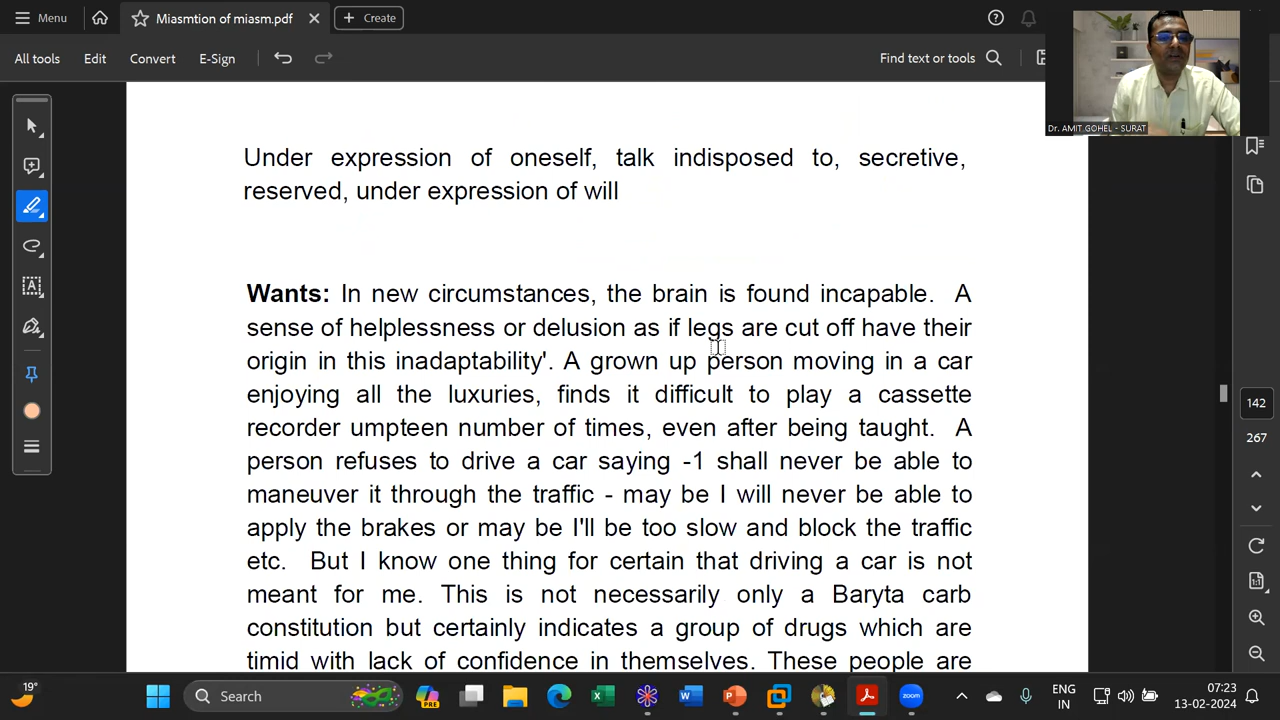 Menu
Miasmtion of miasm.pdf
Create
All tools
Edit
Convert
E-Sign
Find text or tools
Dr. AMIT GOHEL - SURAT
Under expression of oneself, talk indisposed to, secretive,
reserved, under expression of will
Wants: In new circumstances, the brain is found incapable. A
sense of helplessness or delusion as if legs are cut off have their
origin in this inadaptability'. A grown up person moving in a car
enjoying all the luxuries, finds it difficult to play a cassette
recorder umpteen number of times, even after being taught. A
person refuses to drive a car saying -1 shall never be able to
maneuver it through the traffic - may be I will never be able to
apply the brakes or may be I'll be too slow and block the traffic
etc. But I know one thing for certain that driving a car is not
meant for me. This is not necessarily only a Baryta carb
constitution but certainly indicates a group of drugs which are
timid with lack of confidence in themselves. These people are
142
267
1:1
19°
Search
PRE
zoom
ENG
IN
07:23
13-02-2024